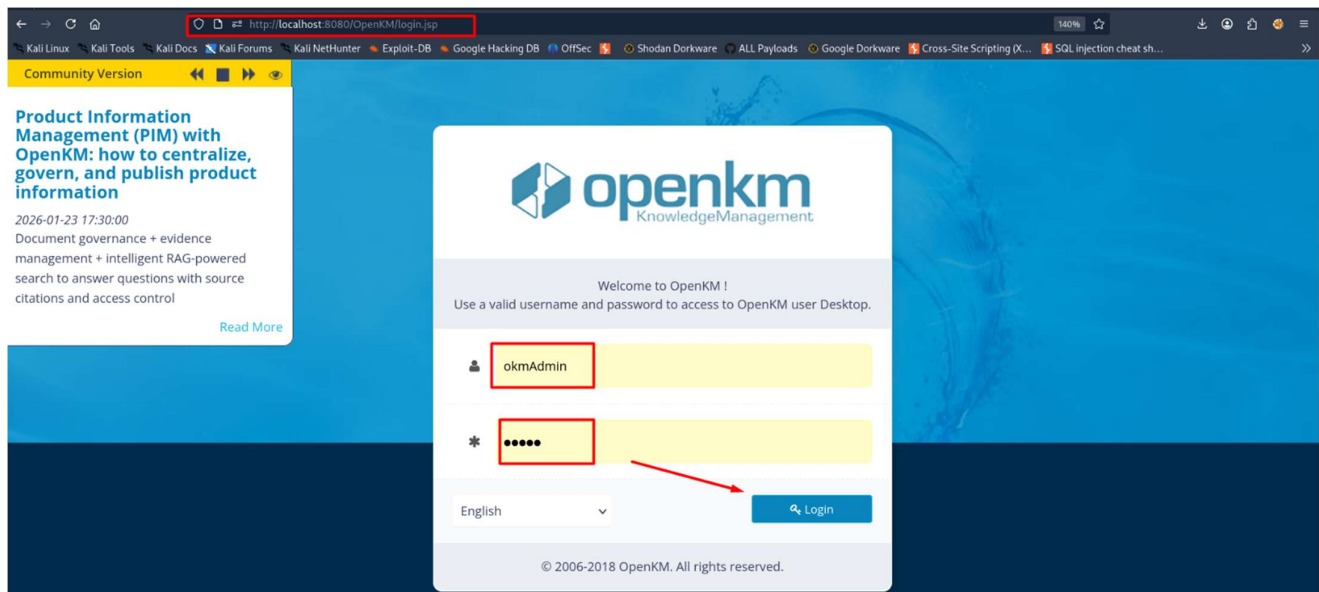 http://localhost:8080/OpenKM/login.jsp
140%
Kali Linux Kali Tools Kali Docs Kali Forums Kali NetHunter Exploit-DB Google Hacking DB OffSec Shodan Dorkware ALL Payloads Google Dorkware Cross-Site Scripting (X... SQL injection cheat sh...
Community Version
Product Information
Management (PIM) with
OpenKM: how to centralize,
govern, and publish product
information
2026-01-23 17:30:00
Document governance + evidence
management + intelligent RAG-powered
search to answer questions with source
citations and access control
Read More
openkm
KnowledgeManagement
Welcome to OpenKM !
Use a valid username and password to access to OpenKM user Desktop.
okmAdmin
•••••
English
Login
© 2006-2018 OpenKM. All rights reserved.